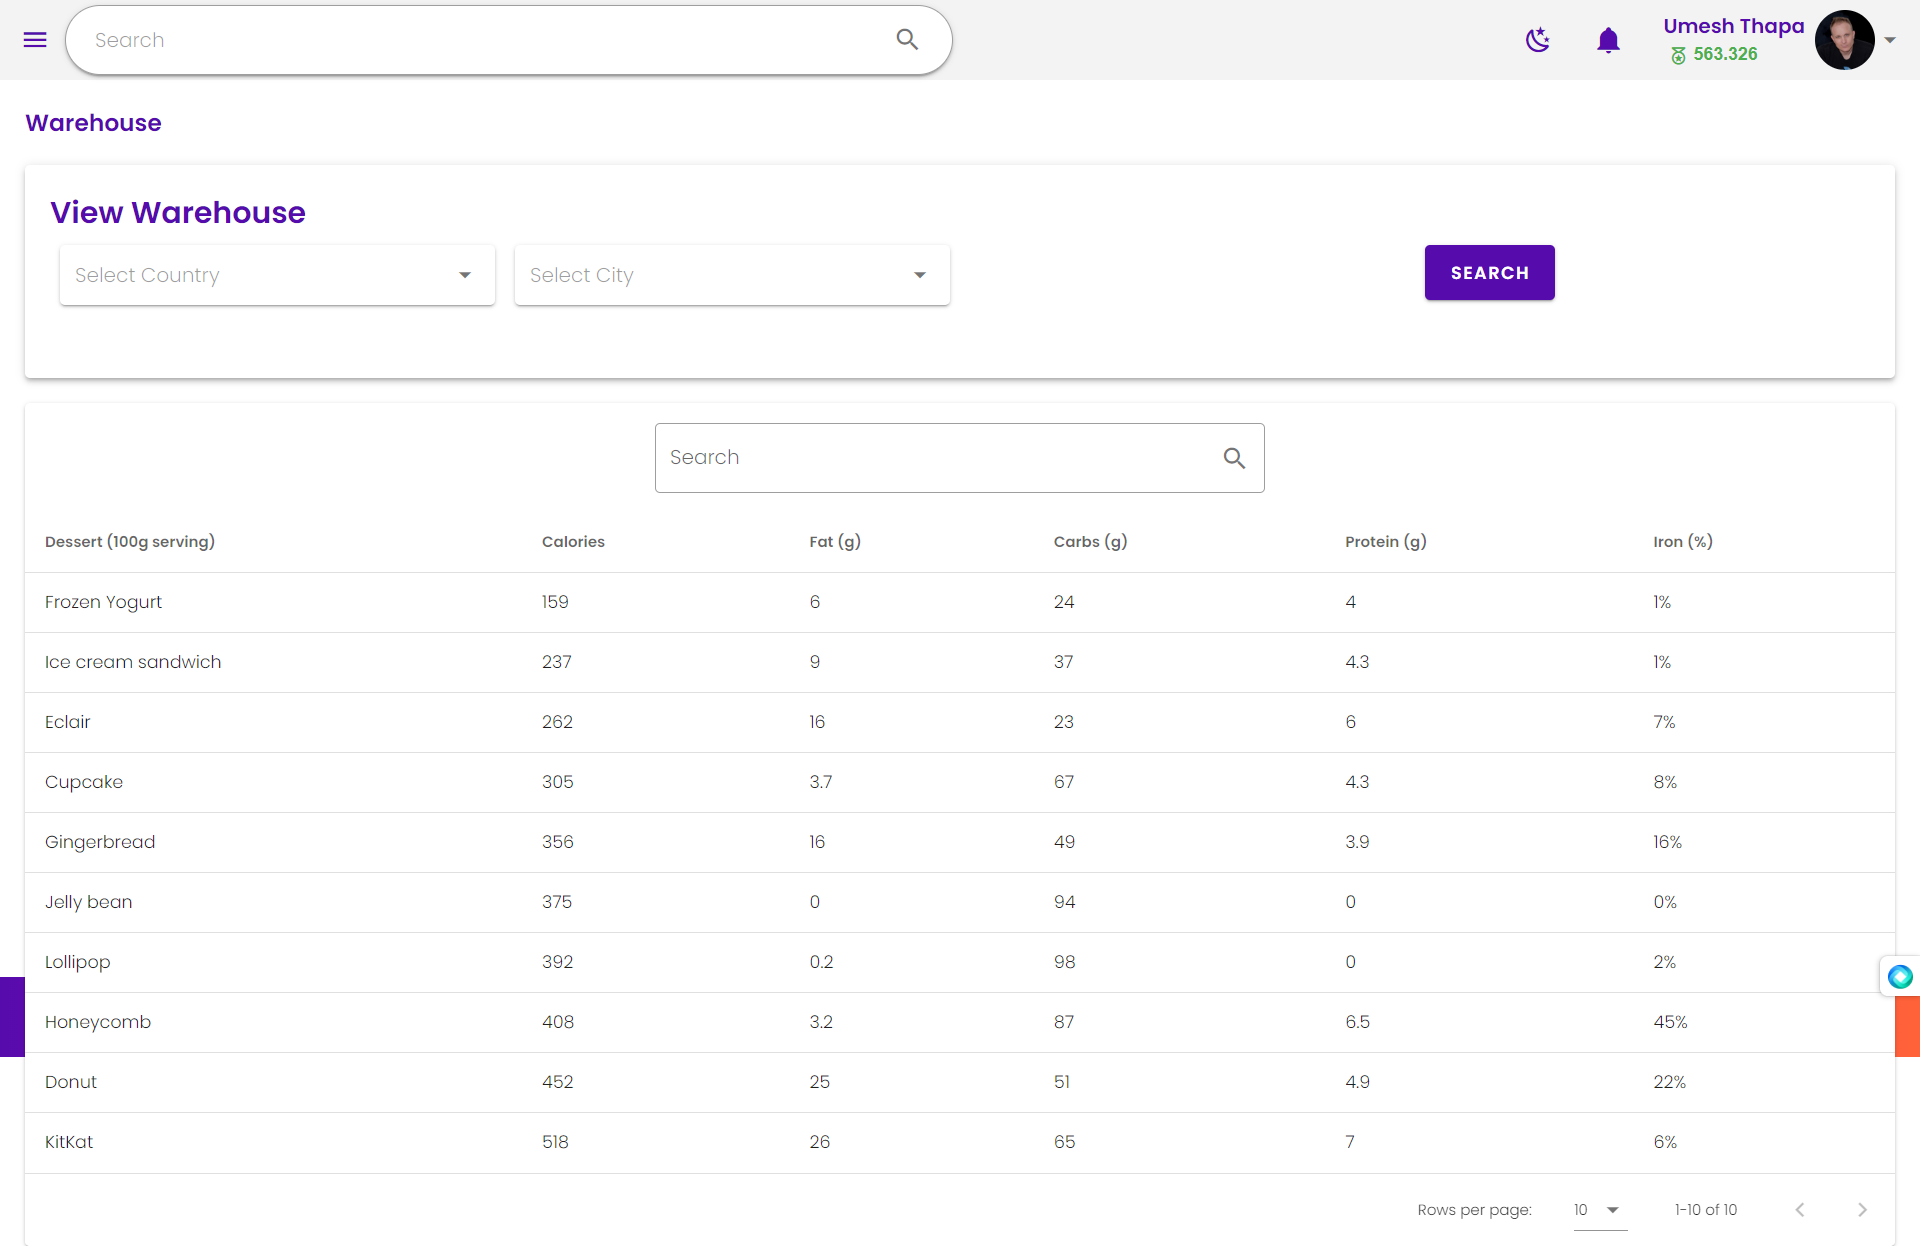 Search
Umesh Thapa
563.326
Warehouse
View Warehouse
Select Country
Select City
SEARCH
Search
Dessert (100g serving) Calories Fat (g) Carbs (g) Protein (g) Iron (%)
Frozen Yogurt 159 6 24 4 1%
Ice cream sandwich 237 9 37 4.3 1%
Eclair 262 16 23 6 7%
Cupcake 305 3.7 67 4.3 8%
Gingerbread 356 16 49 3.9 16%
Jelly bean 375 0 94 0 0%
Lollipop 392 0.2 98 0 2%
Honeycomb 408 3.2 87 6.5 45%
Donut 452 25 51 4.9 22%
KitKat 518 26 65 7 6%
Rows per page: 10 1-10 of 10